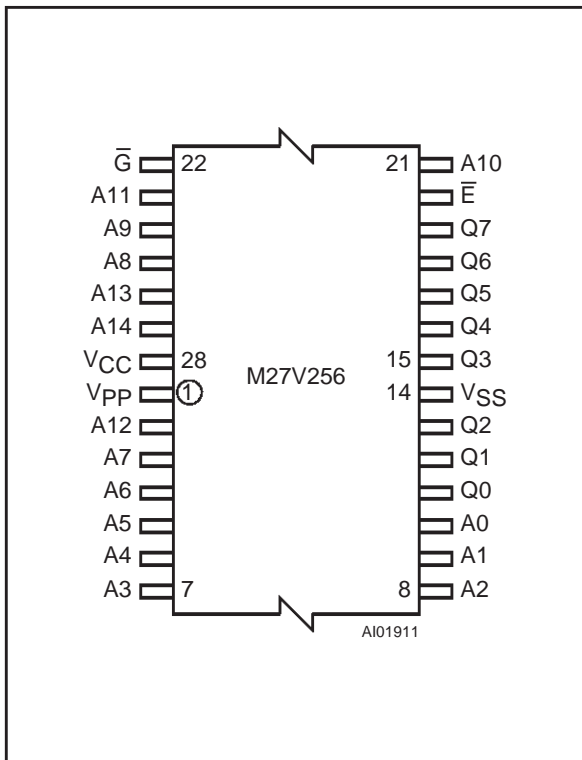 G̅ 22 21 A10
A11 E̅
A9 Q7
A8 Q6
A13 Q5
A14 Q4
VCC 28 15 Q3
M27V256
VPP 1 14 VSS
A12 Q2
A7 Q1
A6 Q0
A5 A0
A4 A1
A3 7 8 A2
AI01911